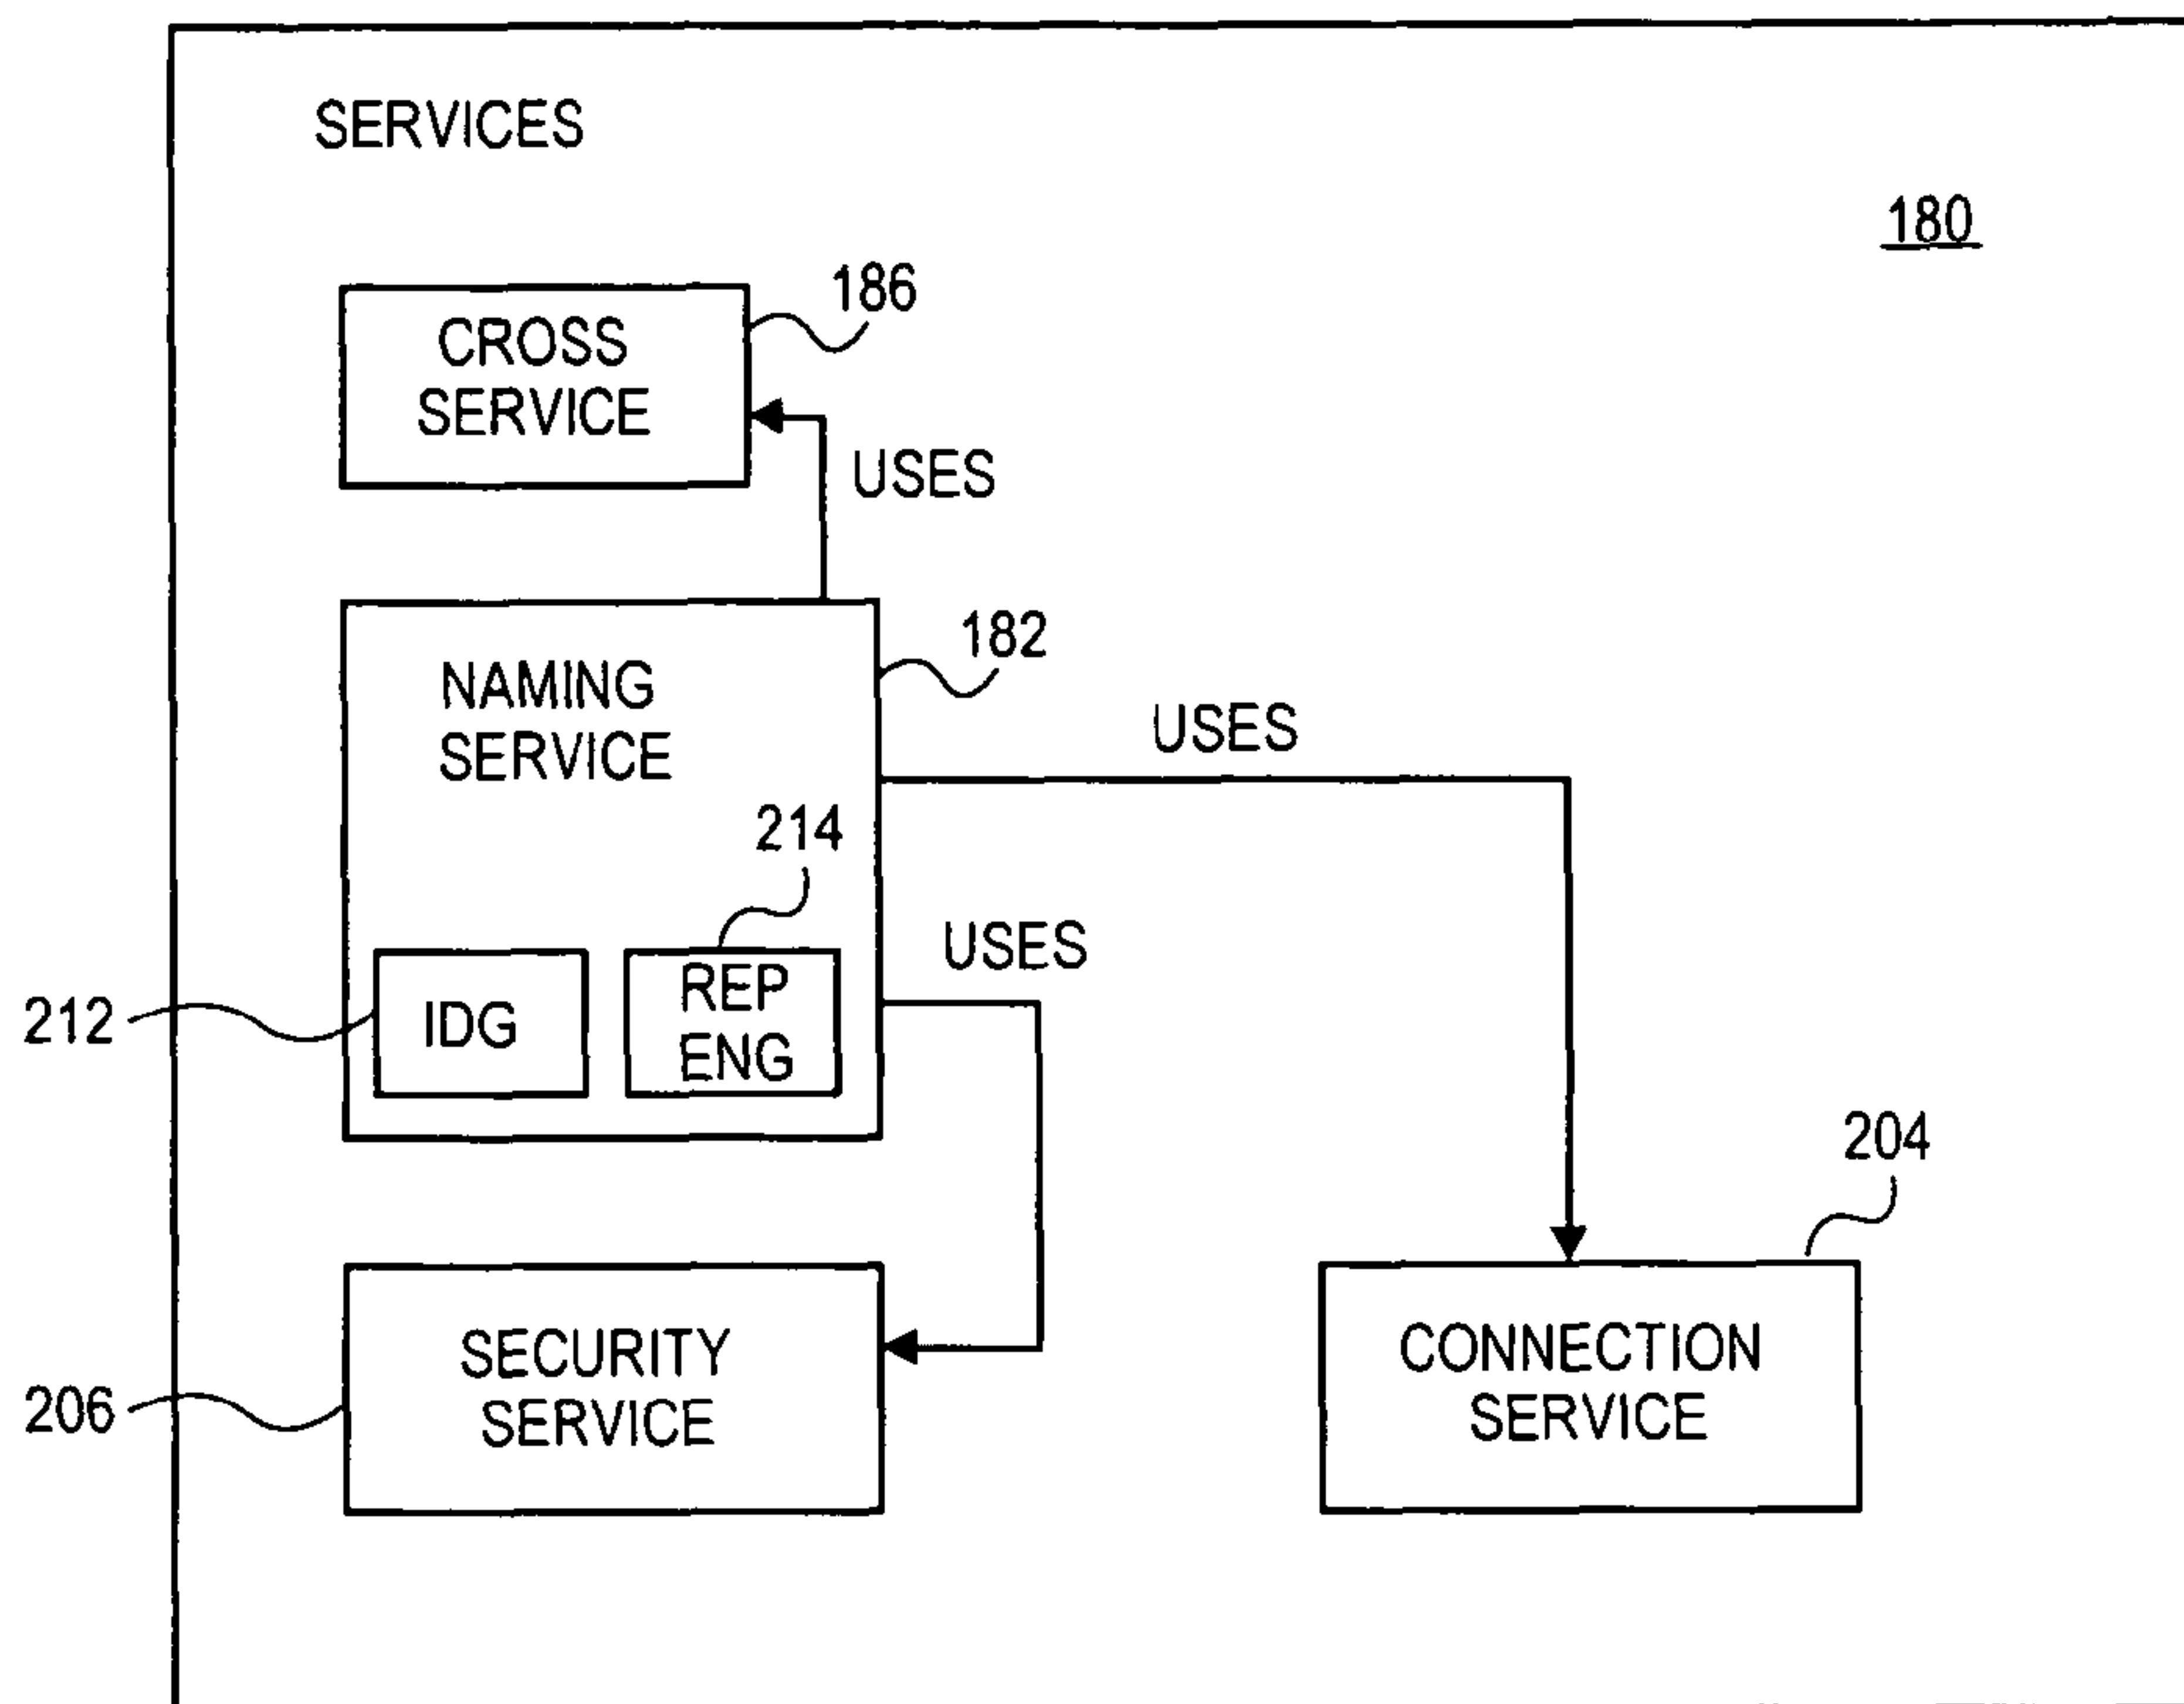 SERVICES
180
186
CROSS
SERVICE
USES
182
NAMING
SERVICE
USES
214
USES
212
IDG
REP
ENG
204
206
SECURITY
SERVICE
CONNECTION
SERVICE